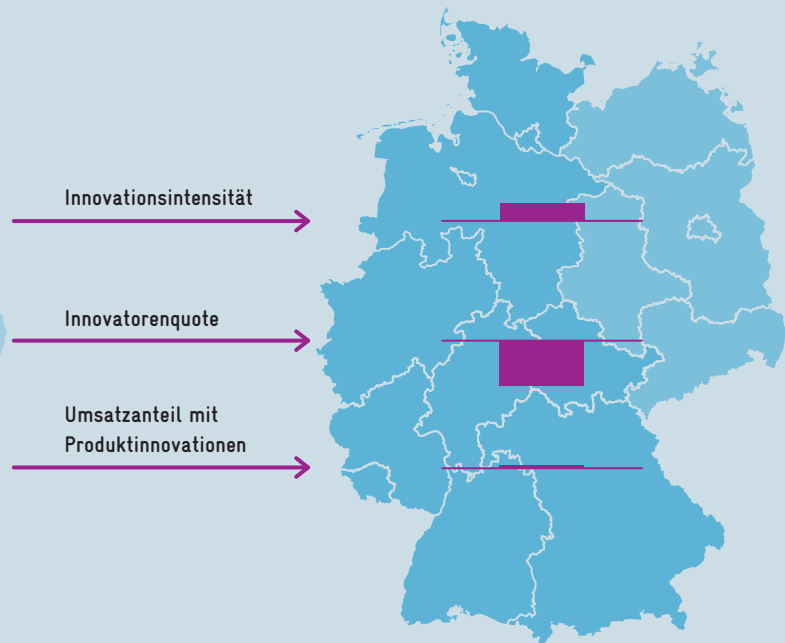 Innovationsintensität
Innovatorenquote
Umsatzanteil mit
Produktinnovationen